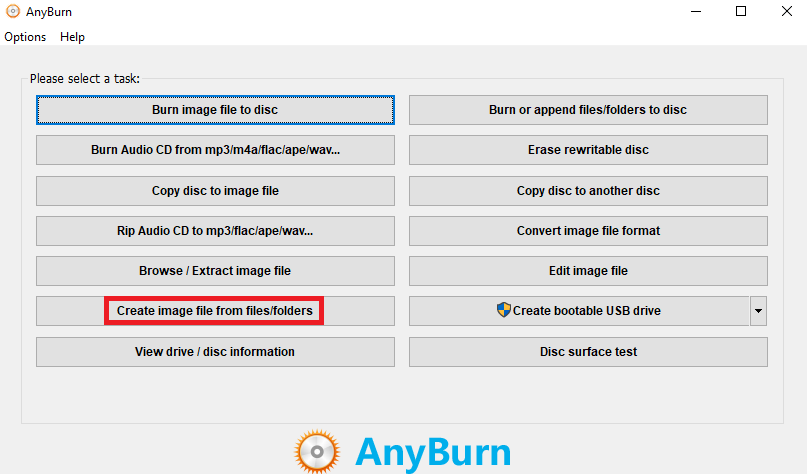 AnyBurn
Options Help
Please select a task:
Burn image file to disc
Burn or append files/folders to disc
Burn Audio CD from mp3/m4a/flac/ape/wav...
Erase rewritable disc
Copy disc to image file
Copy disc to another disc
Rip Audio CD to mp3/flac/ape/wav...
Convert image file format
Browse / Extract image file
Edit image file
Create image file from files/folders
Create bootable USB drive
View drive / disc information
Disc surface test
AnyBurn